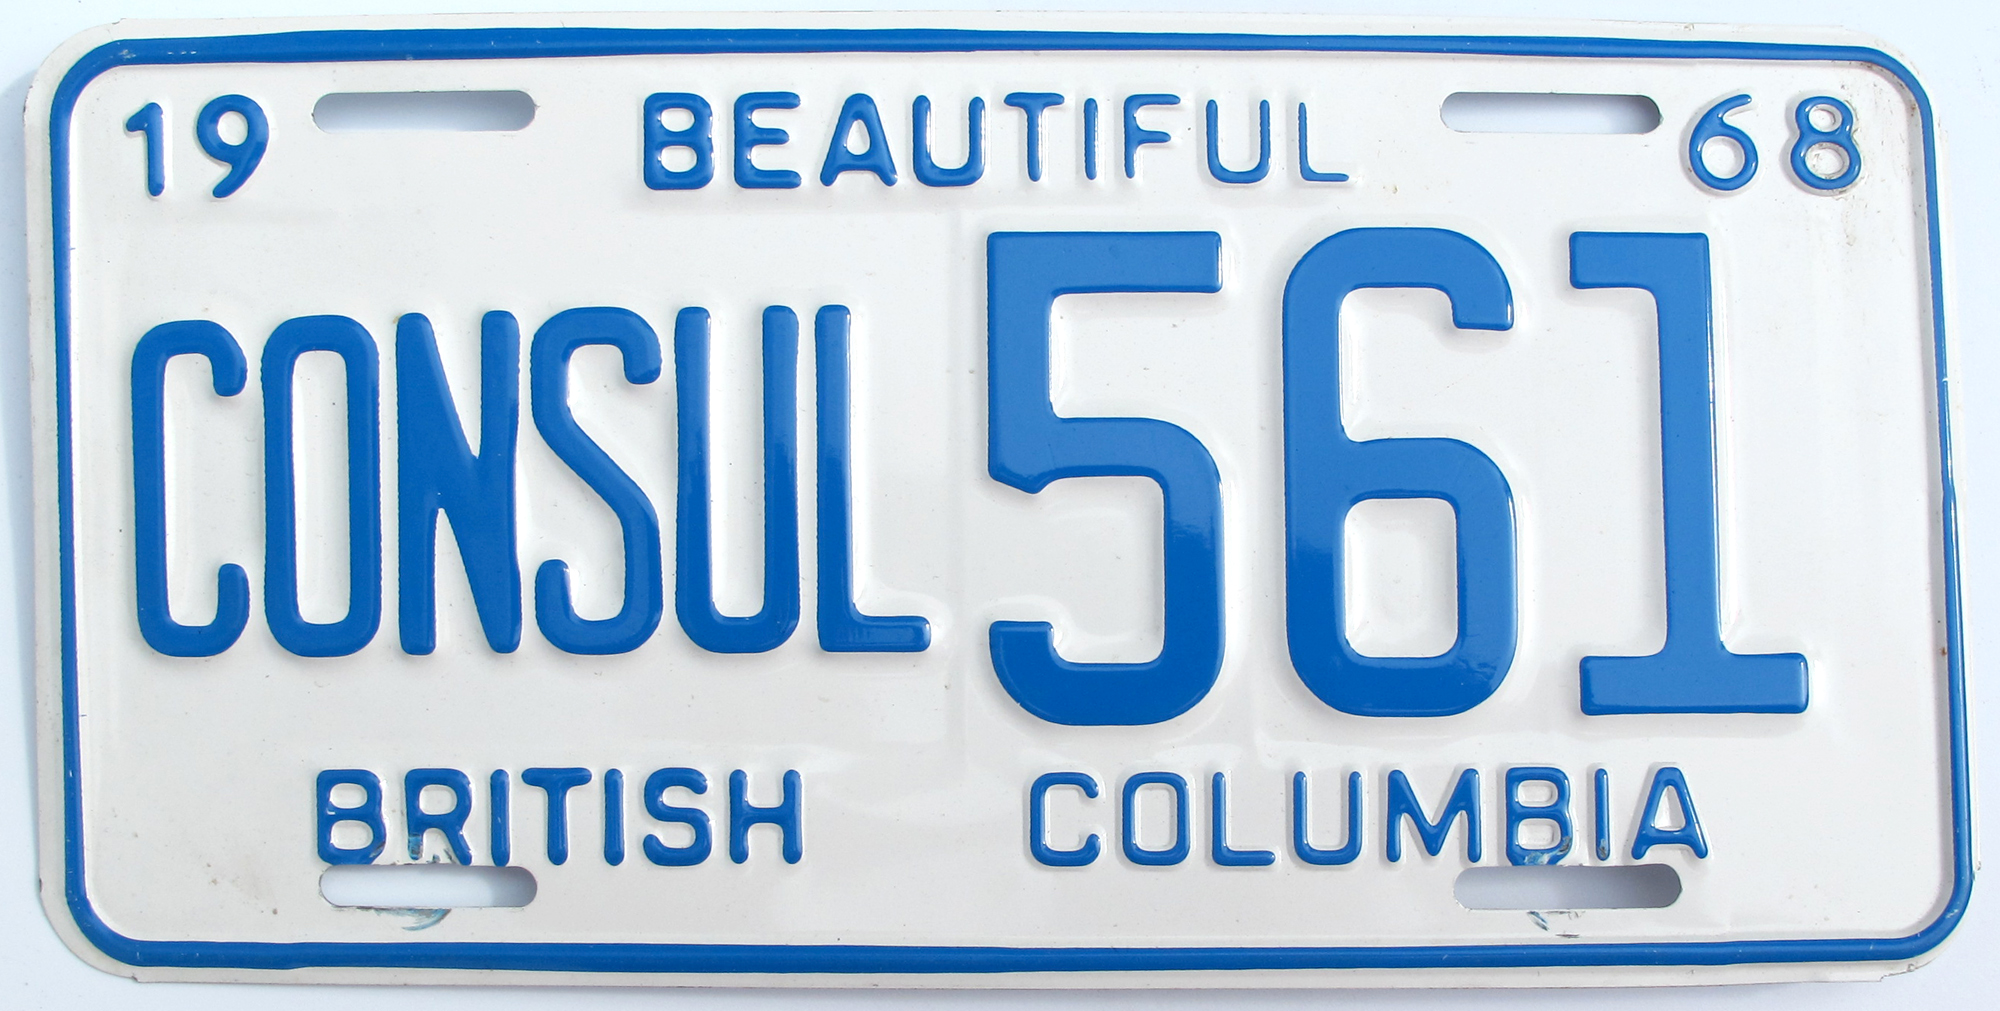 19 BEAUTIFUL 68
CONSUL 561
BRITISH COLUMBIA